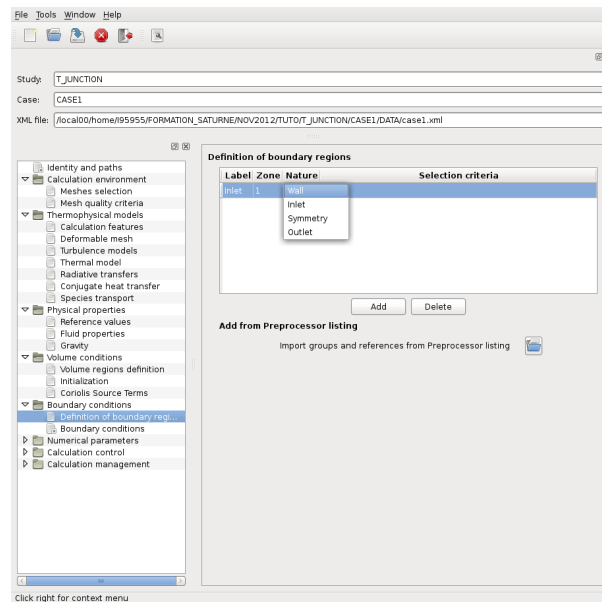 File Tools Window Help
Study: T_JUNCTION
Case: CASE1
XML file: /local00/home/I95955/FORMATION_SATURNE/NOV2012/TUTO/T_JUNCTION/CASE1/DATA/case1.xml
Identity and paths
Calculation environment
Meshes selection
Mesh quality criteria
Thermophysical models
Calculation features
Deformable mesh
Turbulence models
Thermal model
Radiative transfers
Conjugate heat transfer
Species transport
Physical properties
Reference values
Fluid properties
Gravity
Volume conditions
Volume regions definition
Initialization
Coriolis Source Terms
Boundary conditions
Definition of boundary regi...
Boundary conditions
Numerical parameters
Calculation control
Calculation management
Definition of boundary regions
Label Zone Nature Selection criteria
Inlet 1 Wall
Inlet
Symmetry
Outlet
Add Delete
Add from Preprocessor listing
Import groups and references from Preprocessor listing
Click right for context menu